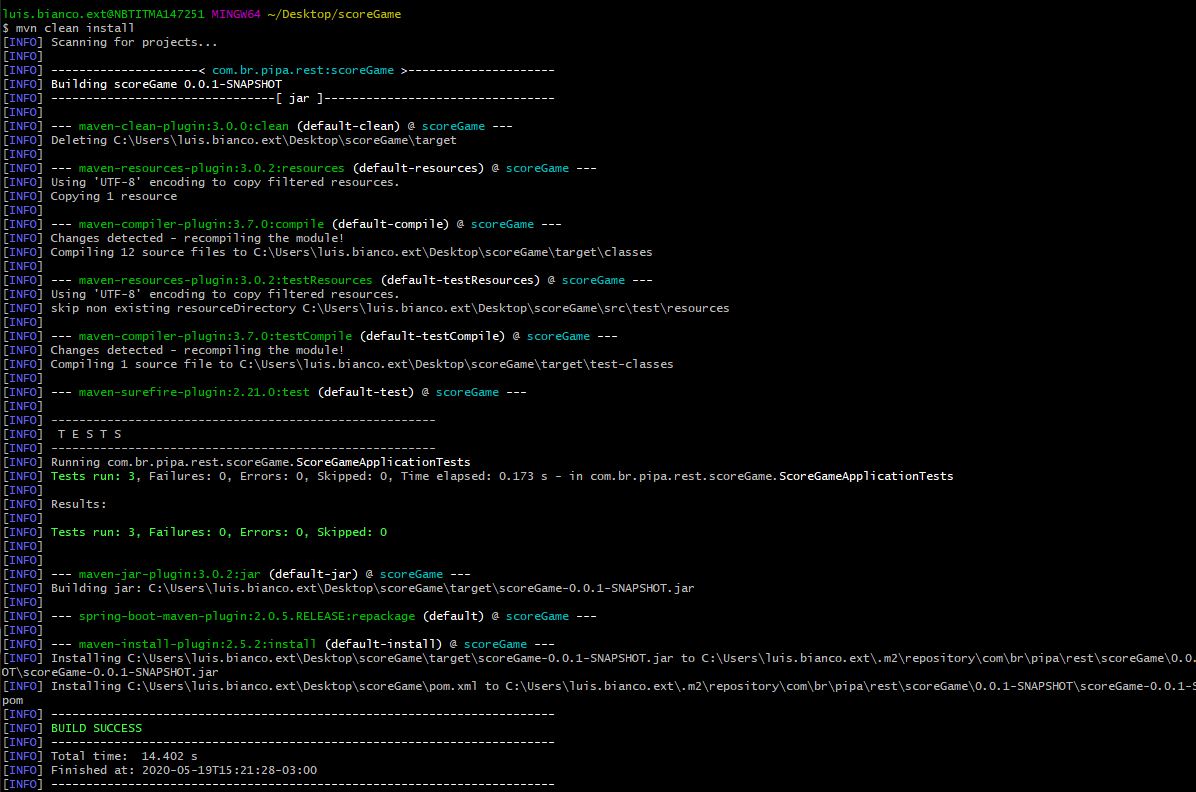 luis.bianco.ext@NBTITMA147251 MINGW64 ~/Desktop/scoreGame
$ mvn clean install
[INFO] Scanning for projects...
[INFO]
[INFO] ---------------------< com.br.pipa.rest:scoreGame >---------------------
[INFO] Building scoreGame 0.0.1-SNAPSHOT
[INFO] --------------------------------[ jar ]---------------------------------
[INFO]
[INFO] --- maven-clean-plugin:3.0.0:clean (default-clean) @ scoreGame ---
[INFO] Deleting C:\Users\luis.bianco.ext\Desktop\scoreGame\target
[INFO]
[INFO] --- maven-resources-plugin:3.0.2:resources (default-resources) @ scoreGame ---
[INFO] Using 'UTF-8' encoding to copy filtered resources.
[INFO] Copying 1 resource
[INFO]
[INFO] --- maven-compiler-plugin:3.7.0:compile (default-compile) @ scoreGame ---
[INFO] Changes detected - recompiling the module!
[INFO] Compiling 12 source files to C:\Users\luis.bianco.ext\Desktop\scoreGame\target\classes
[INFO]
[INFO] --- maven-resources-plugin:3.0.2:testResources (default-testResources) @ scoreGame ---
[INFO] Using 'UTF-8' encoding to copy filtered resources.
[INFO] skip non existing resourceDirectory C:\Users\luis.bianco.ext\Desktop\scoreGame\src\test\resources
[INFO]
[INFO] --- maven-compiler-plugin:3.7.0:testCompile (default-testCompile) @ scoreGame ---
[INFO] Changes detected - recompiling the module!
[INFO] Compiling 1 source file to C:\Users\luis.bianco.ext\Desktop\scoreGame\target\test-classes
[INFO]
[INFO] --- maven-surefire-plugin:2.21.0:test (default-test) @ scoreGame ---
[INFO]
[INFO] -------------------------------------------------------
[INFO]  T E S T S
[INFO] -------------------------------------------------------
[INFO] Running com.br.pipa.rest.scoreGame.ScoreGameApplicationTests
[INFO] Tests run: 3, Failures: 0, Errors: 0, Skipped: 0, Time elapsed: 0.173 s - in com.br.pipa.rest.scoreGame.ScoreGameApplicationTests
[INFO]
[INFO] Results:
[INFO]
[INFO] Tests run: 3, Failures: 0, Errors: 0, Skipped: 0
[INFO]
[INFO]
[INFO] --- maven-jar-plugin:3.0.2:jar (default-jar) @ scoreGame ---
[INFO] Building jar: C:\Users\luis.bianco.ext\Desktop\scoreGame\target\scoreGame-0.0.1-SNAPSHOT.jar
[INFO]
[INFO] --- spring-boot-maven-plugin:2.0.5.RELEASE:repackage (default) @ scoreGame ---
[INFO]
[INFO] --- maven-install-plugin:2.5.2:install (default-install) @ scoreGame ---
[INFO] Installing C:\Users\luis.bianco.ext\Desktop\scoreGame\target\scoreGame-0.0.1-SNAPSHOT.jar to C:\Users\luis.bianco.ext\.m2\repository\com\br\pipa\rest\scoreGame\0.0.
OT\scoreGame-0.0.1-SNAPSHOT.jar
[INFO] Installing C:\Users\luis.bianco.ext\Desktop\scoreGame\pom.xml to C:\Users\luis.bianco.ext\.m2\repository\com\br\pipa\rest\scoreGame\0.0.1-SNAPSHOT\scoreGame-0.0.1-S
pom
[INFO] ------------------------------------------------------------------------
[INFO] BUILD SUCCESS
[INFO] ------------------------------------------------------------------------
[INFO] Total time:  14.402 s
[INFO] Finished at: 2020-05-19T15:21:28-03:00
[INFO] ------------------------------------------------------------------------